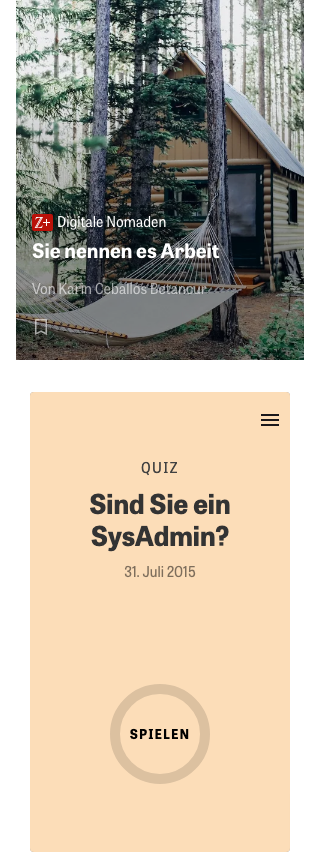 Z+ Digitale Nomaden
Sie nennen es Arbeit
Von Karin Ceballos Betancur
QUIZ
Sind Sie ein
SysAdmin?
31. Juli 2015
SPIELEN